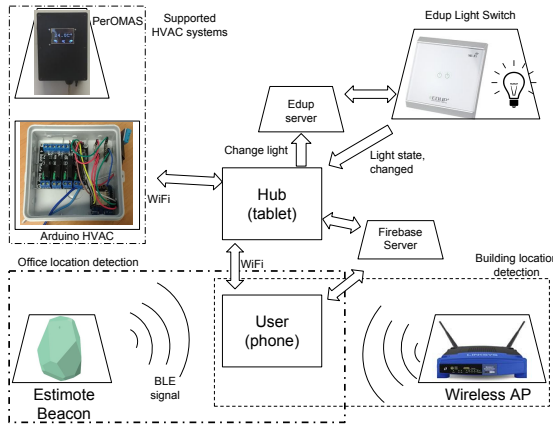 PerOMAS
Supported
HVAC systems
Edup Light Switch
Edup
server
Change light
Light state,
changed
WiFi
Hub
(tablet)
Arduino HVAC
Firebase
Server
Office location detection
WiFi
Building location
detection
User
(phone)
BLE
signal
Estimote
Beacon
Wireless AP
LINKSYS